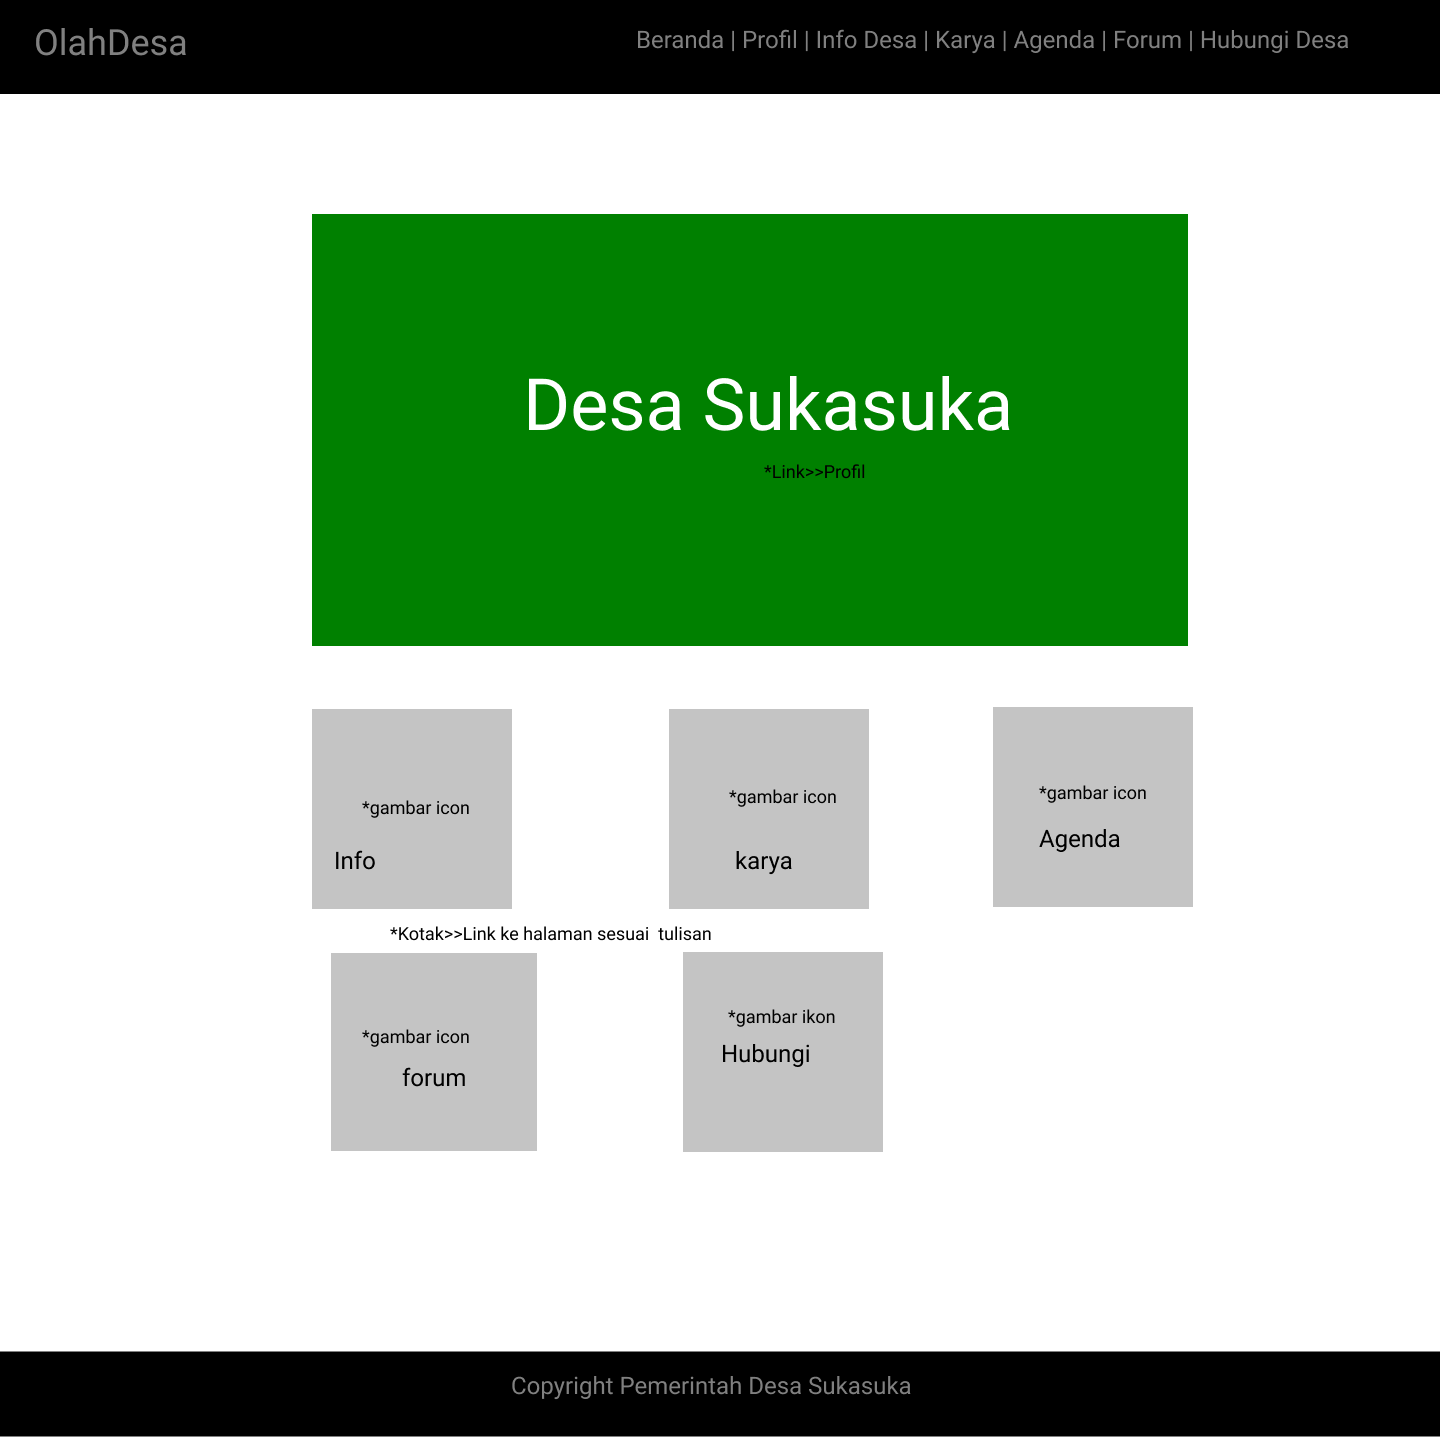 OlahDesa
Beranda | Profil | Info Desa | Karya | Agenda | Forum | Hubungi Desa
Desa Sukasuka
*Link>>Profil
*gambar icon
Info
*gambar icon
karya
*gambar icon
Agenda
*Kotak>>Link ke halaman sesuai  tulisan
*gambar icon
forum
*gambar ikon
Hubungi
Copyright Pemerintah Desa Sukasuka